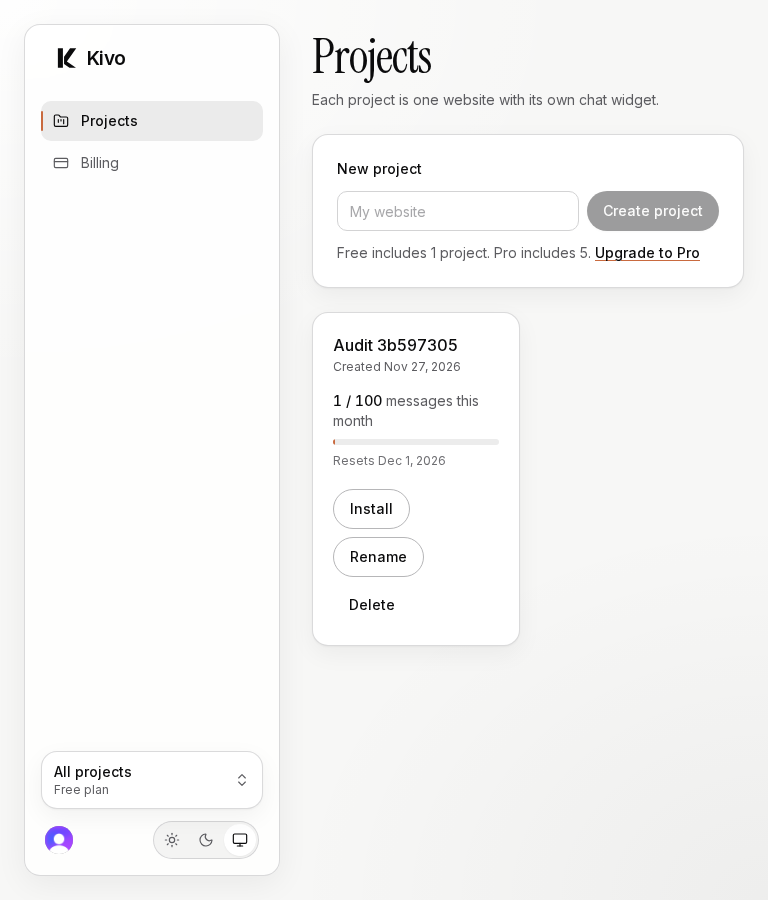 Kivo
Projects
Billing
All projects
Free plan
Projects
Each project is one website with its own chat widget.
New project
My website
Create project
Free includes 1 project. Pro includes 5. Upgrade to Pro
Audit 3b597305
Created Nov 27, 2026
1 / 100 messages this
month
Resets Dec 1, 2026
Install
Rename
Delete